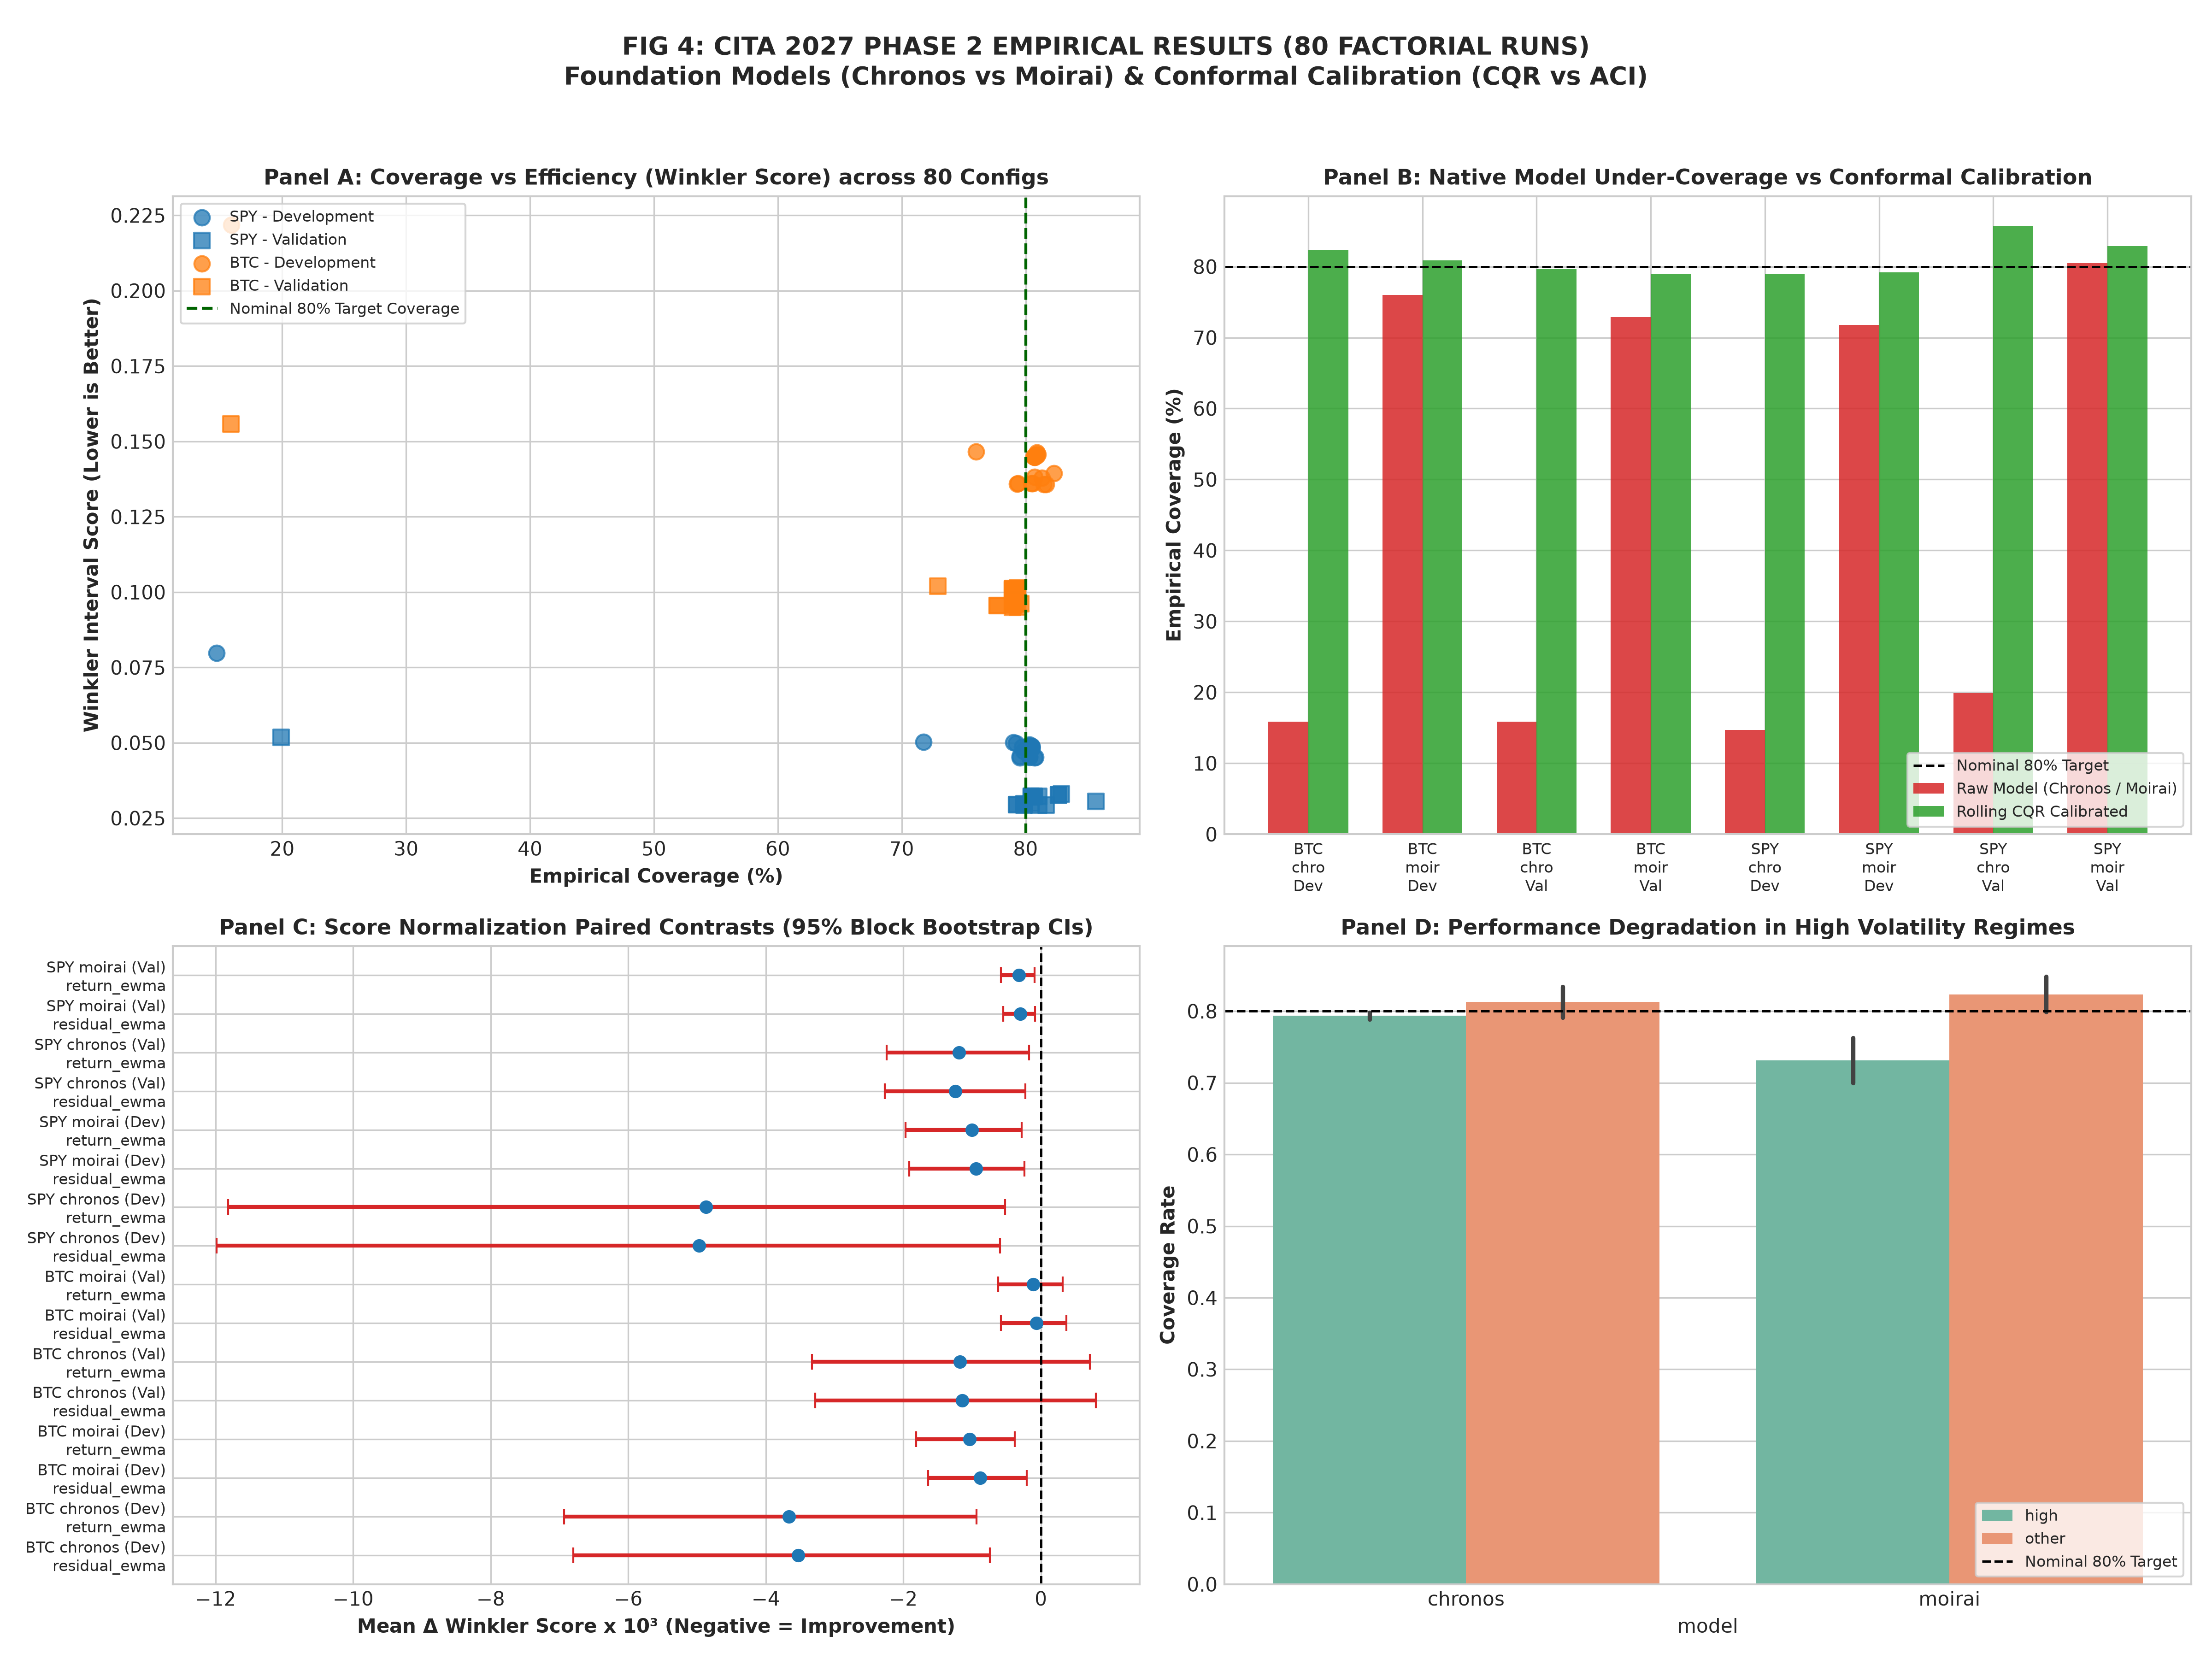 FIG 4: CITA 2027 PHASE 2 EMPIRICAL RESULTS (80 FACTORIAL RUNS)
Foundation Models (Chronos vs Moirai) & Conformal Calibration (CQR vs ACI)
Panel A: Coverage vs Efficiency (Winkler Score) across 80 Configs
Winkler Interval Score (Lower is Better)
0.225
0.200
0.175
0.150
0.125
0.100
0.075
0.050
0.025
SPY - Development
SPY - Validation
BTC - Development
BTC - Validation
Nominal 80% Target Coverage
20 30 40 50 60 70 80
Empirical Coverage (%)
Panel B: Native Model Under-Coverage vs Conformal Calibration
Empirical Coverage (%)
80
70
60
50
40
30
20
10
0
Nominal 80% Target
Raw Model (Chronos / Moirai)
Rolling CQR Calibrated
BTC BTC BTC BTC SPY SPY SPY SPY
chro moir chro moir chro moir chro moir
Dev Dev Val Val Dev Dev Val Val
Panel C: Score Normalization Paired Contrasts (95% Block Bootstrap CIs)
SPY moirai (Val)
return_ewma
SPY moirai (Val)
residual_ewma
SPY chronos (Val)
return_ewma
SPY chronos (Val)
residual_ewma
SPY moirai (Dev)
return_ewma
SPY moirai (Dev)
residual_ewma
SPY chronos (Dev)
return_ewma
SPY chronos (Dev)
residual_ewma
BTC moirai (Val)
return_ewma
BTC moirai (Val)
residual_ewma
BTC chronos (Val)
return_ewma
BTC chronos (Val)
residual_ewma
BTC moirai (Dev)
return_ewma
BTC moirai (Dev)
residual_ewma
BTC chronos (Dev)
return_ewma
BTC chronos (Dev)
residual_ewma
−12 −10 −8 −6 −4 −2 0
Mean Δ Winkler Score x 10³ (Negative = Improvement)
Panel D: Performance Degradation in High Volatility Regimes
Coverage Rate
0.8
0.7
0.6
0.5
0.4
0.3
0.2
0.1
0.0
high
other
Nominal 80% Target
chronos moirai
model